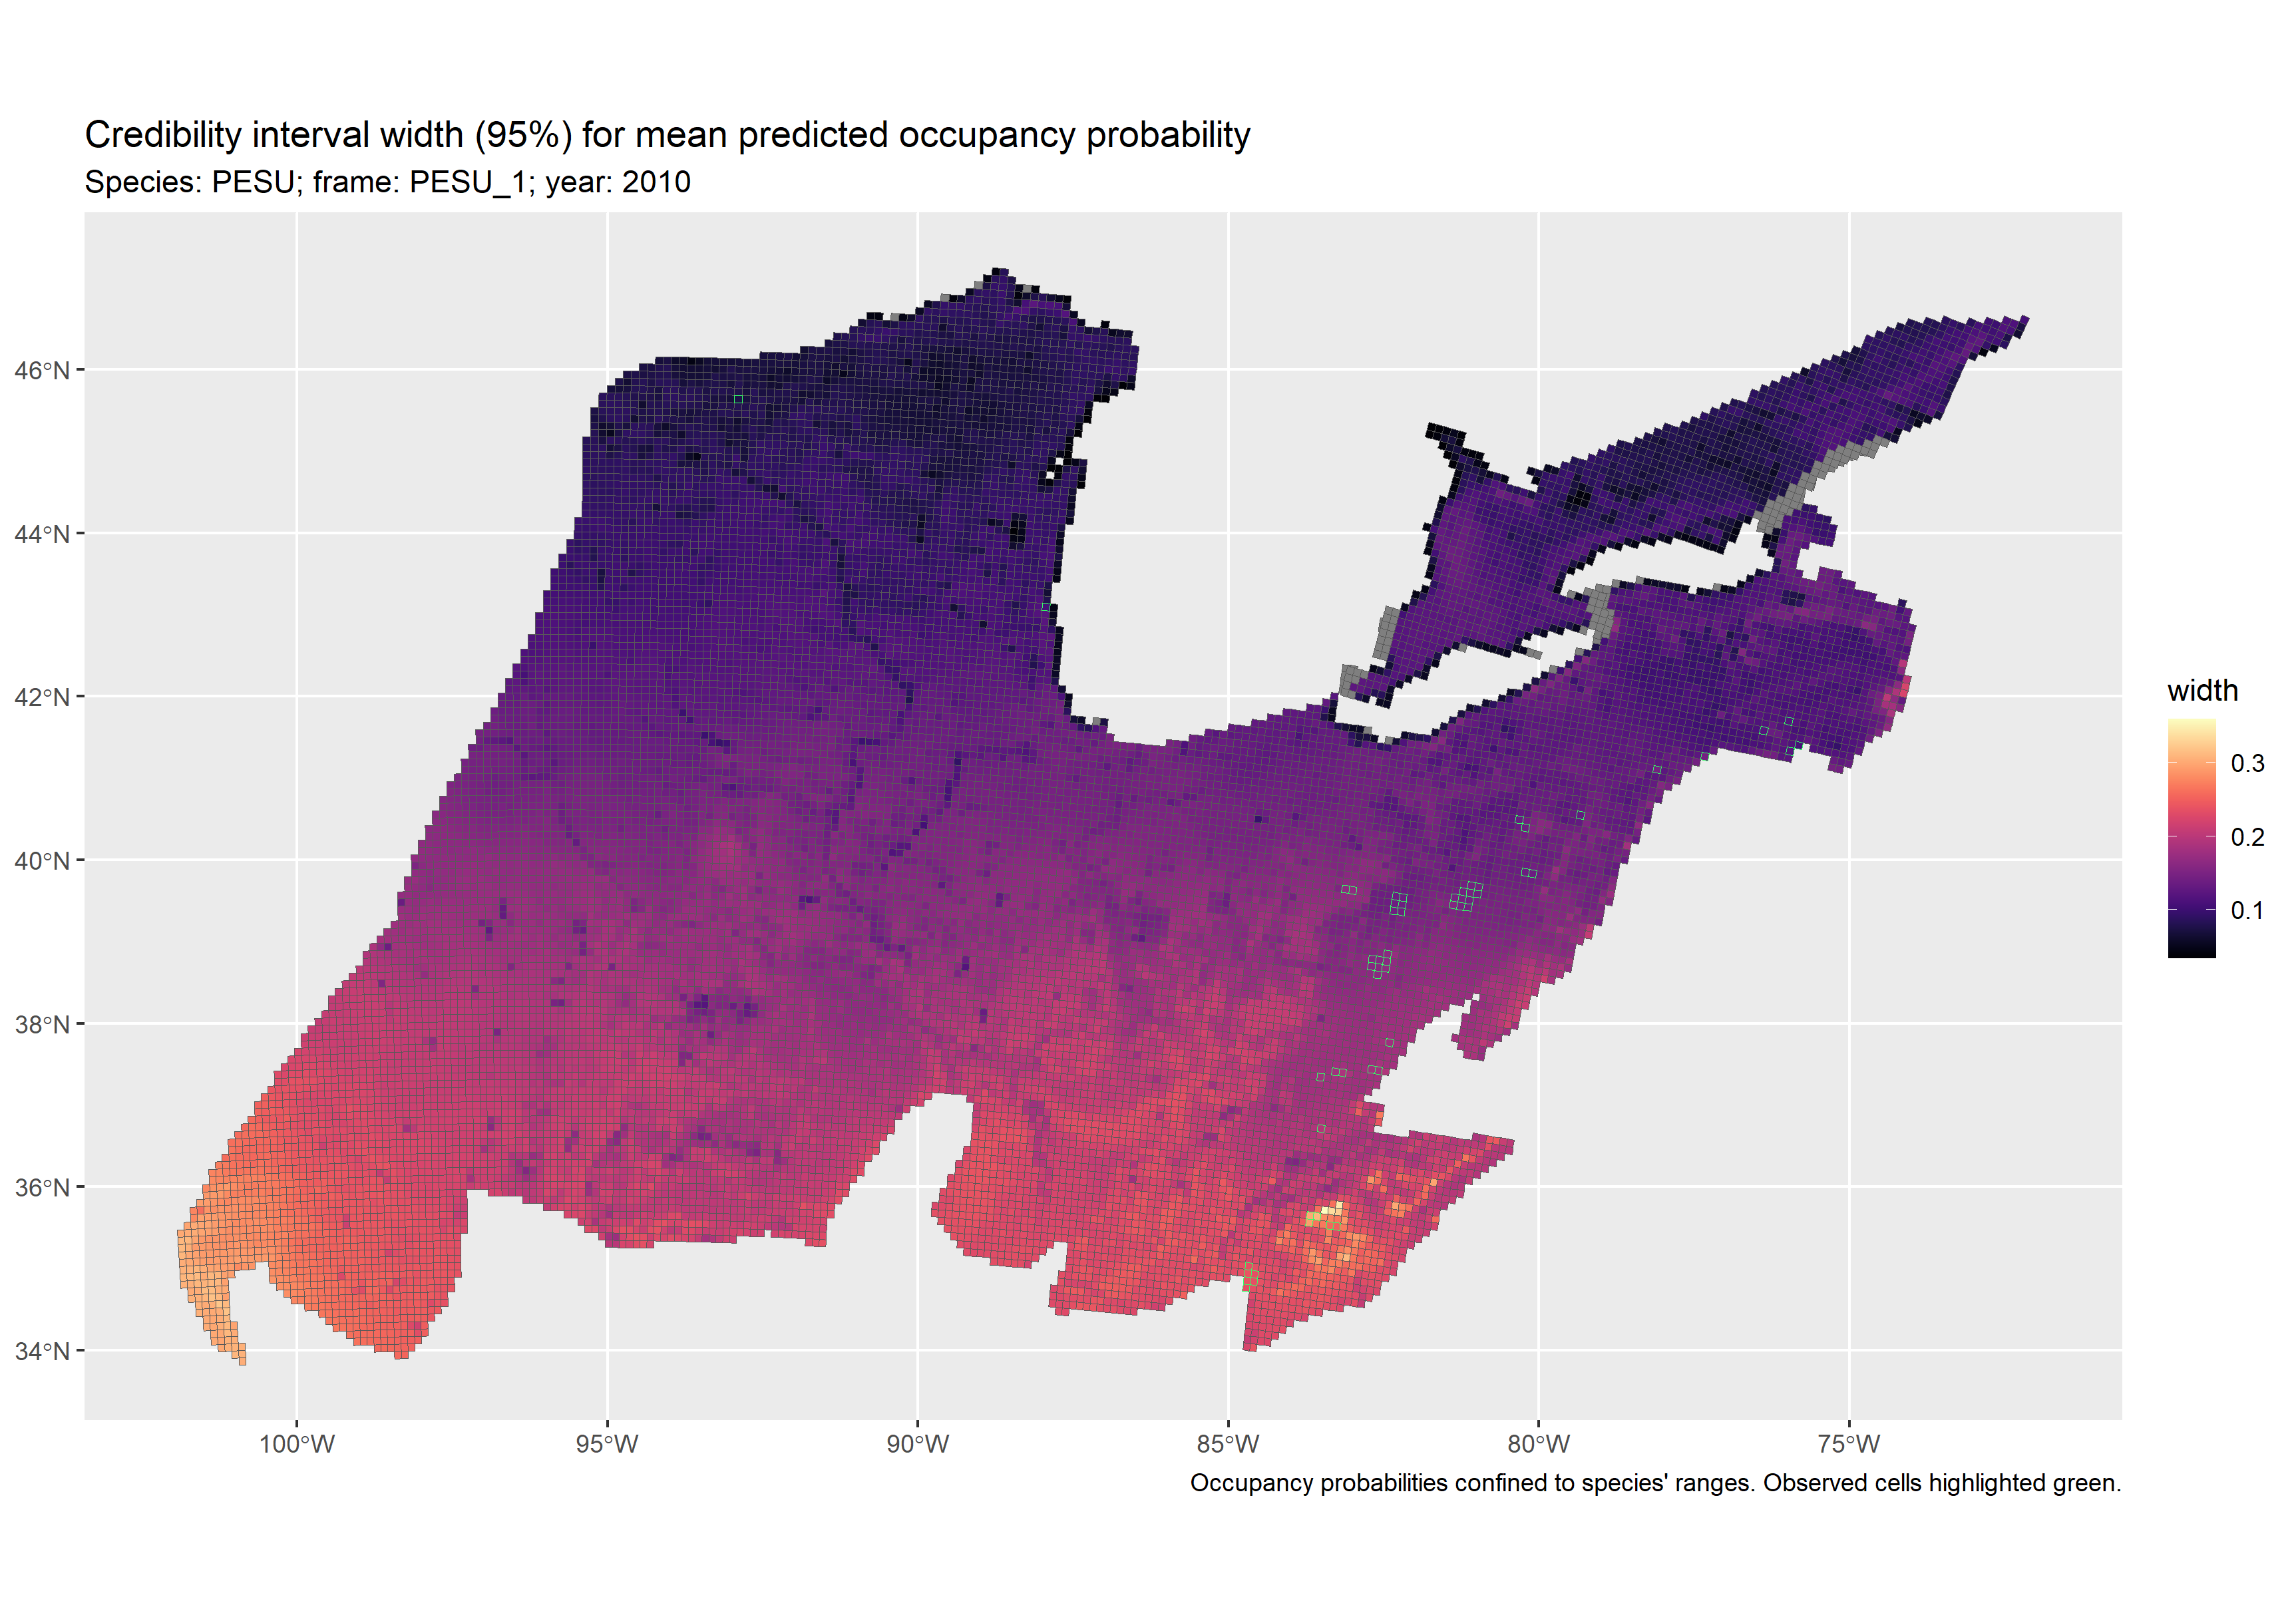 Credibility interval width (95%) for mean predicted occupancy probability
Species: PESU; frame: PESU_1; year: 2010
46°N
44°N
42°N
40°N
38°N
36°N
34°N
100°W
95°W
90°W
85°W
80°W
75°W
width
0.3
0.2
0.1
Occupancy probabilities confined to species' ranges. Observed cells highlighted green.